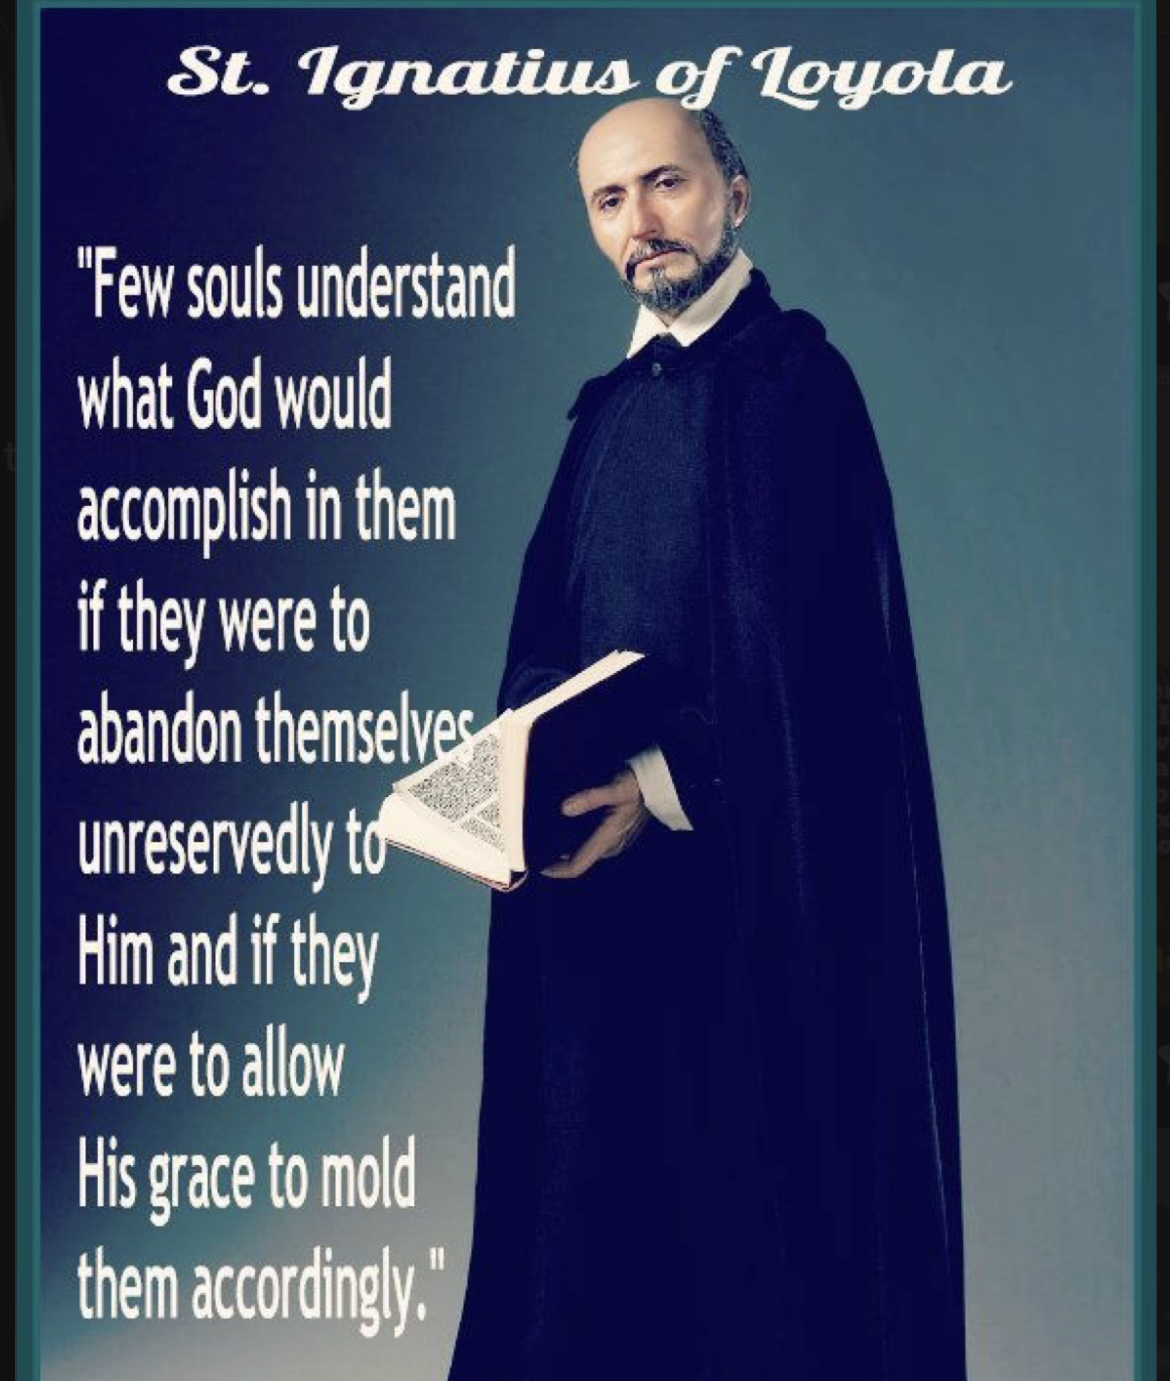 St. Ignatius of Loyola
"Few souls understand
what God would
accomplish in them
if they were to
abandon themselves
unreservedly to
Him and if they
were to allow
His grace to mold
them accordingly."